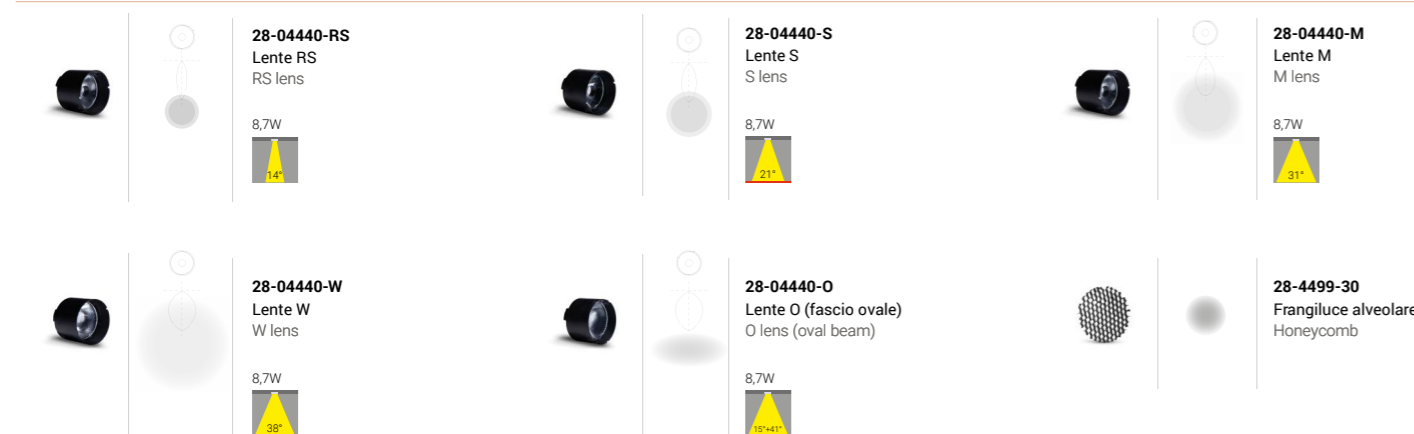 28-04440-RS
Lente RS
RS lens
8,7W
14°
28-04440-S
Lente S
S lens
8,7W
21°
28-04440-M
Lente M
M lens
8,7W
31°
28-04440-W
Lente W
W lens
8,7W
38°
28-04440-O
Lente O (fascio ovale)
O lens (oval beam)
8,7W
15°+41°
28-4499-30
Frangiluce alveolare
Honeycomb